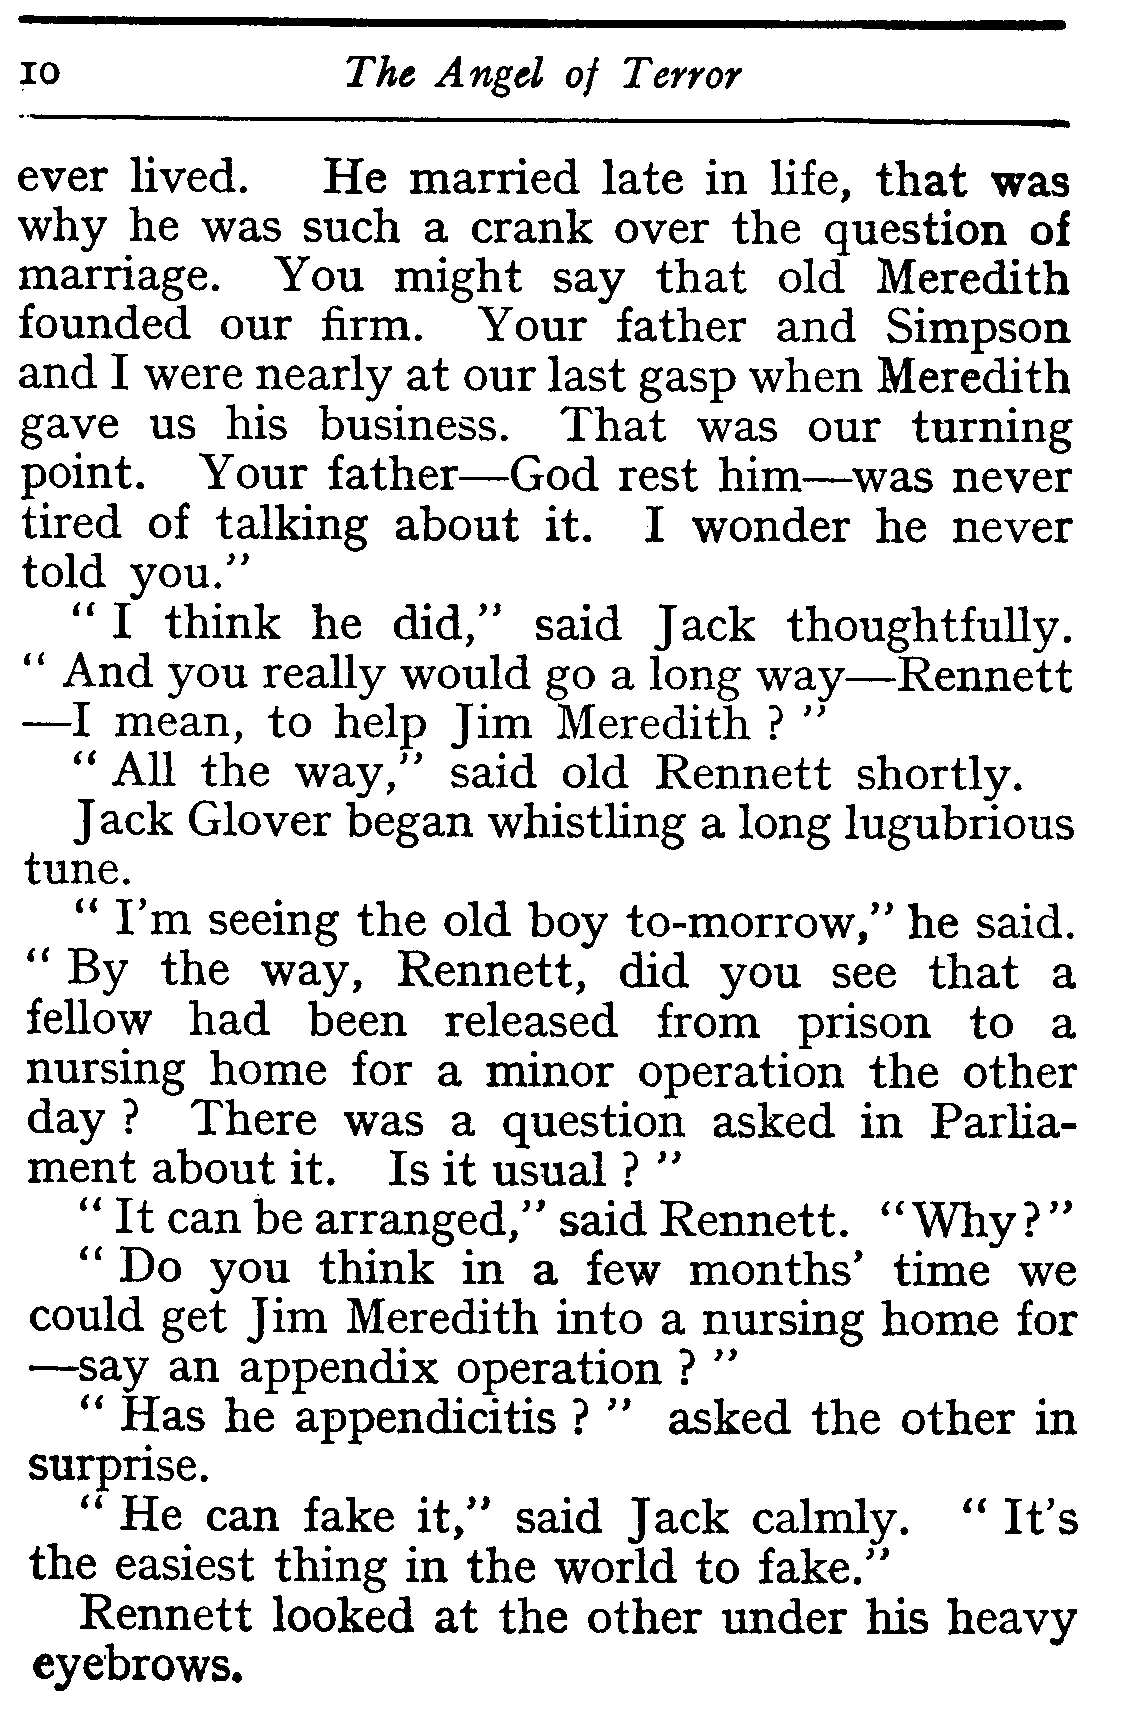 10 The Angel of Terror
ever lived. He married late in life, that was
why he was such a crank over the question of
marriage. You might say that old Meredith
founded our firm. Your father and Simpson
and I were nearly at our last gasp when Meredith
gave us his business. That was our turning
point. Your father—God rest him—was never
tired of talking about it. I wonder he never
told you."
" I think he did," said Jack thoughtfully.
" And you really would go a long way—Rennett
—I mean, to help Jim Meredith ? "
" All the way," said old Rennett shortly.
Jack Glover began whistling a long lugubrious
tune.
" I'm seeing the old boy to-morrow," he said.
" By the way, Rennett, did you see that a
fellow had been released from prison to a
nursing home for a minor operation the other
day ? There was a question asked in Parlia-
ment about it. Is it usual ? "
" It can be arranged," said Rennett. "Why?"
" Do you think in a few months' time we
could get Jim Meredith into a nursing home for
—say an appendix operation ? "
" Has he appendicitis ? " asked the other in
surprise.
" He can fake it," said Jack calmly. " It's
the easiest thing in the world to fake."
Rennett looked at the other under his heavy
eyebrows.